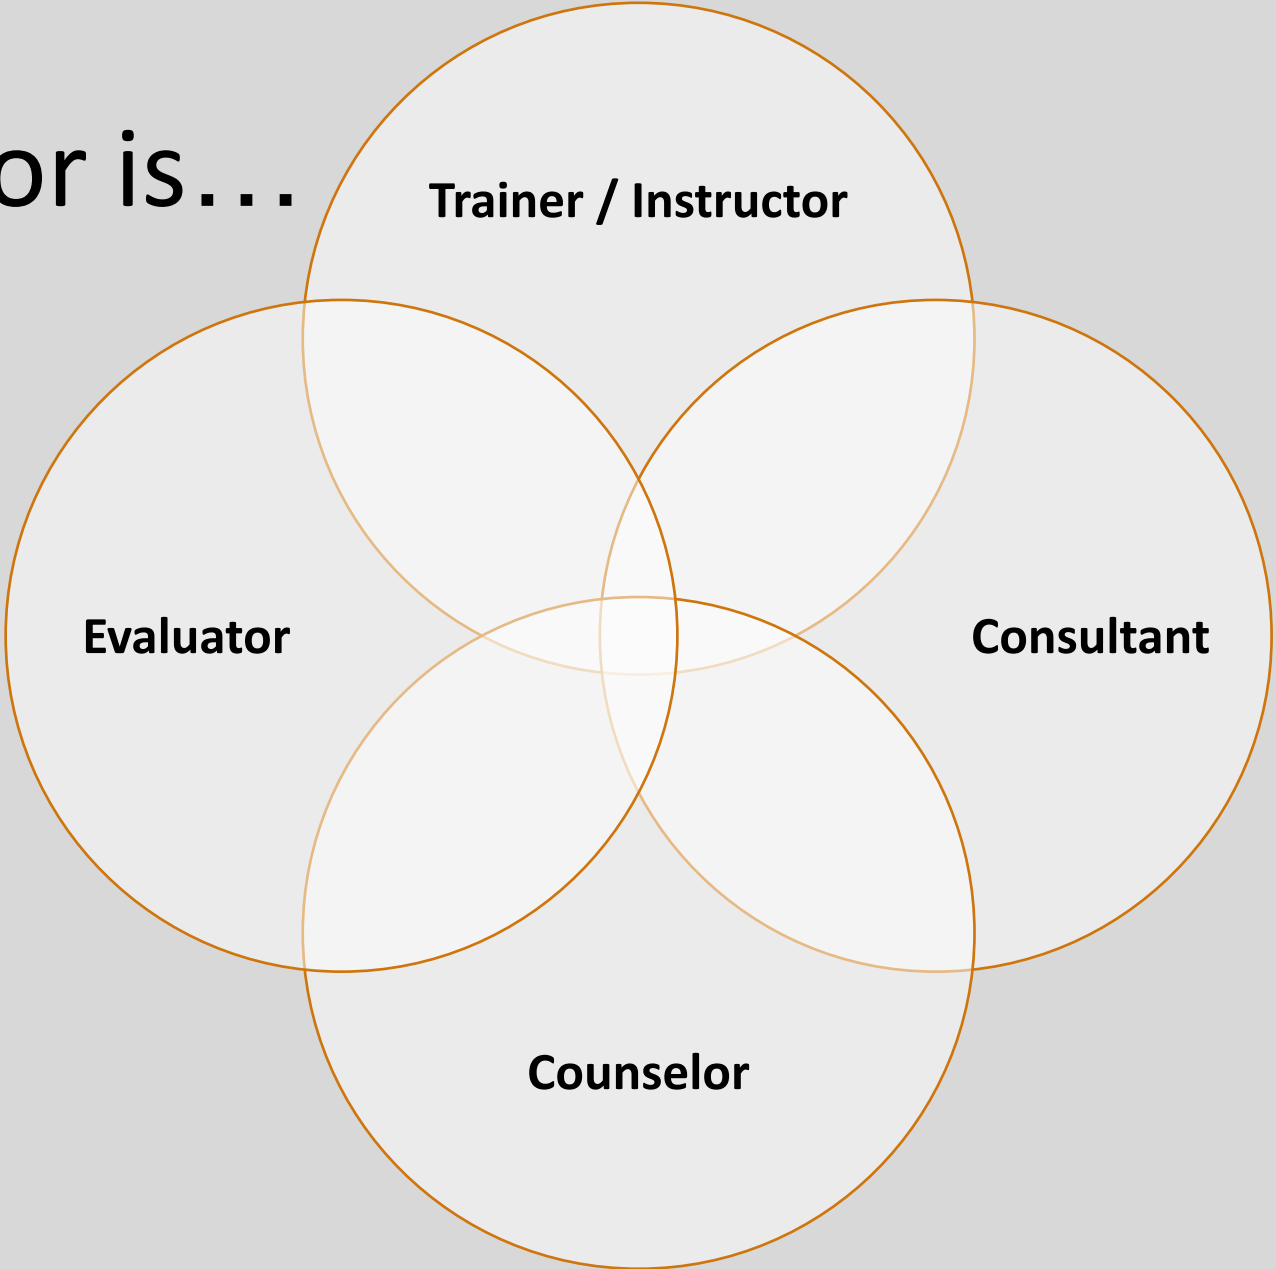 or is…
Trainer / Instructor
Evaluator
Consultant
Counselor